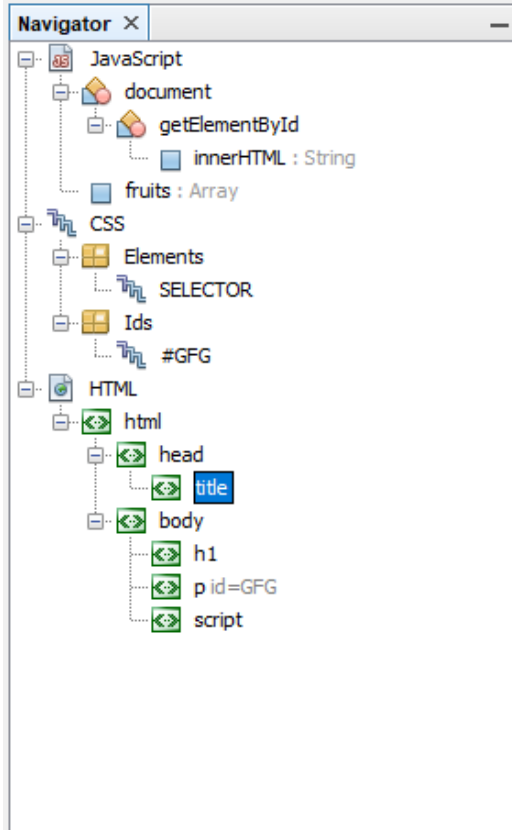 Navigator
JavaScript
document
getElementById
innerHTML : String
fruits : Array
CSS
Elements
SELECTOR
Ids
#GFG
HTML
html
head
title
body
h1
p id=GFG
script